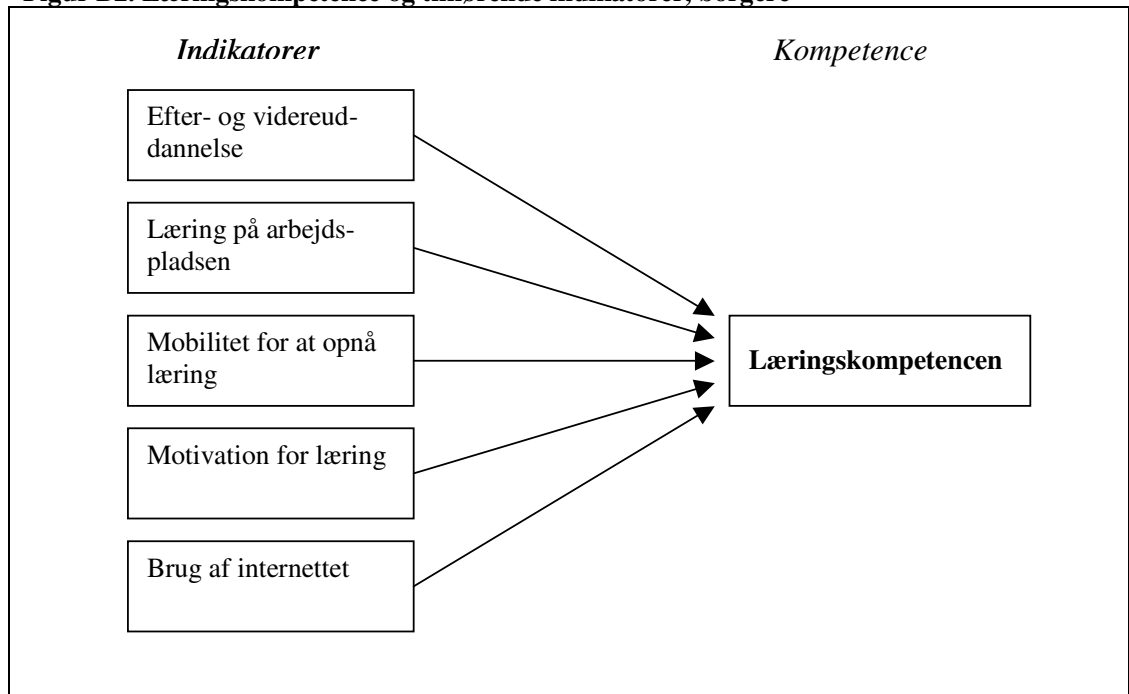 Indikatorer
Kompetence
Efter- og videreud-
dannelse
Læring på arbejds-
pladsen
Mobilitet for at opnå
læring
Motivation for læring
Brug af internettet
Læringskompetencen